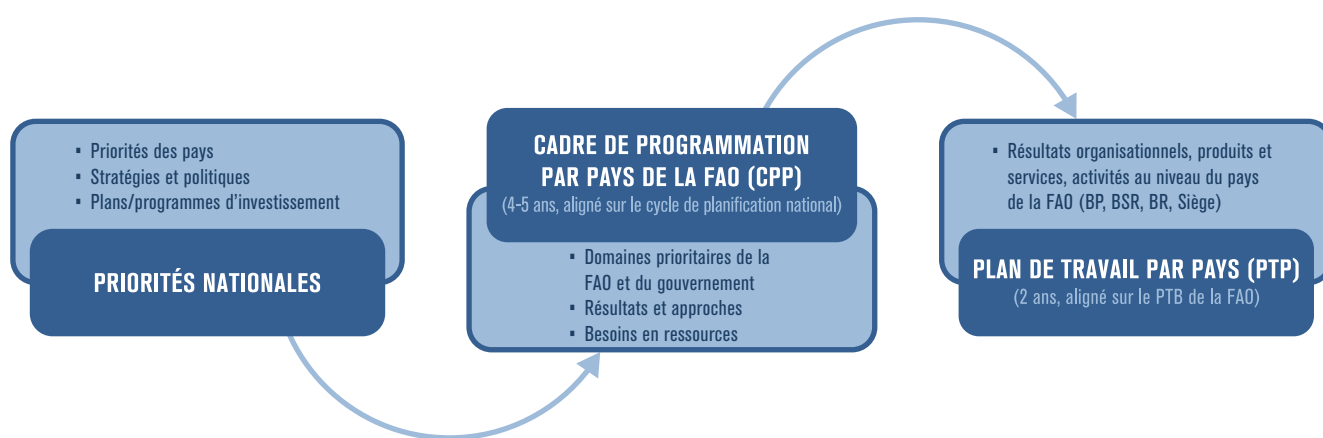 ▪ Priorités des pays
▪ Stratégies et politiques
▪ Plans/programmes d'investissement
PRIORITÉS NATIONALES
CADRE DE PROGRAMMATION
PAR PAYS DE LA FAO (CPP)
(4-5 ans, aligné sur le cycle de planification national)
▪ Domaines prioritaires de la
FAO et du gouvernement
▪ Résultats et approches
▪ Besoins en ressources
▪ Résultats organisationnels, produits et
services, activités au niveau du pays
de la FAO (BP, BSR, BR, Siège)
PLAN DE TRAVAIL PAR PAYS (PTP)
(2 ans, aligné sur le PTB de la FAO)